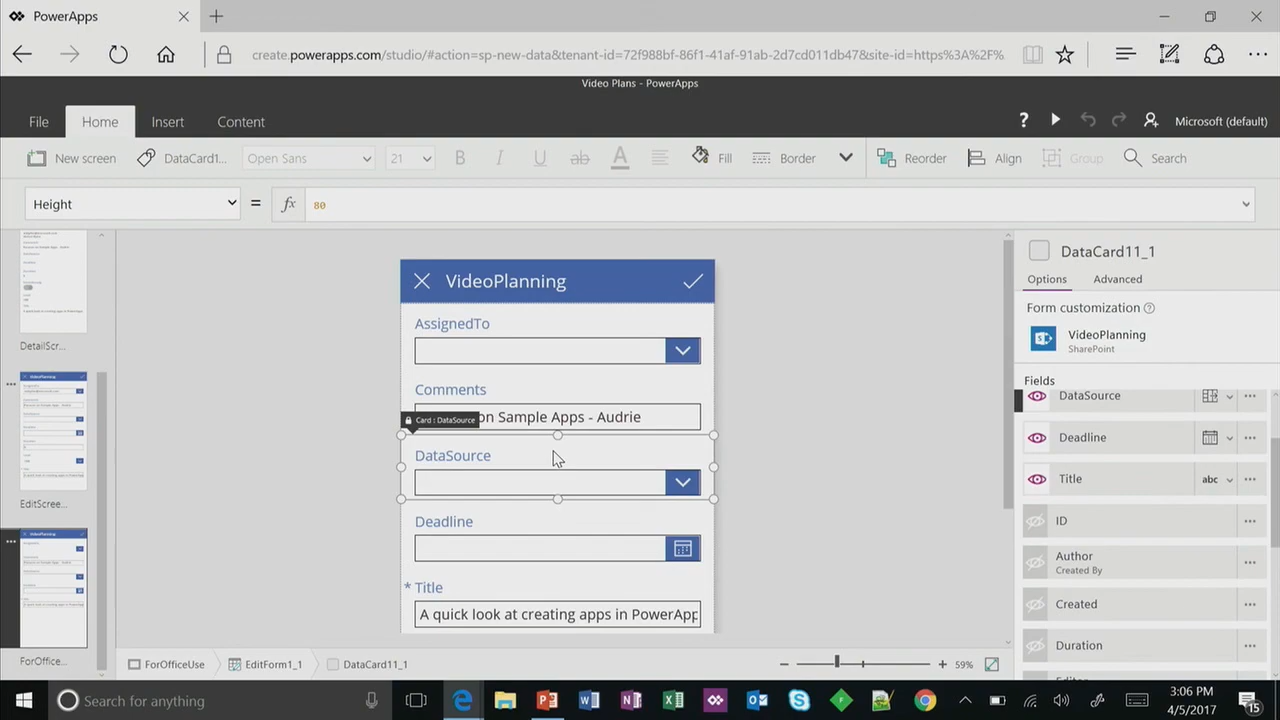 PowerApps
create.powerapps.com/studio/#action=sp-new-data&tenant-id=72f988bf-86f1-41af-91ab-2d7cd011db47&site-id=https%3A%2F%
Video Plans - PowerApps
File Home Insert Content
? Microsoft (default)
New screen DataCard1... Open Sans 21 B I U ab A Fill Border Reorder Align Group Search
Height = fx 80
VideoPlanning
AssignedTo
Comments
on Sample Apps - Audrie
Card : DataSource
DataSource
Deadline
* Title
A quick look at creating apps in PowerApp
DetailScr...
EditScree...
ForOffice...
DataCard11_1
Options Advanced
Form customization ?
VideoPlanning
SharePoint
Fields
DataSource
Deadline
Title abc
ID
Author
Created By
Created
Duration
ForOfficeUse EditForm1_1 DataCard11_1 59%
Search for anything
3:06 PM
4/5/2017
15